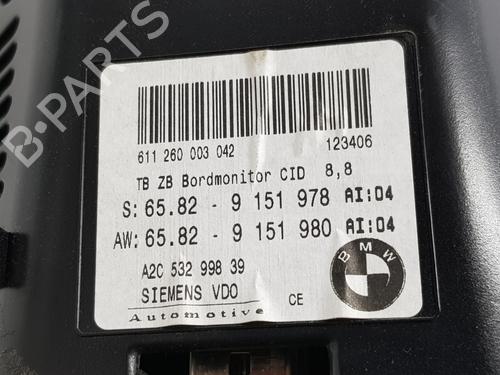 B-PARTS
611 260 003 042 123406
TB ZB Bordmonitor CID 8,8
S: 65.82 - 9 151 978 AI:04
AW: 65.82 - 9 151 980 AI:04
A2C 532 998 39
SIEMENS VDO CE
Automotive
BMW